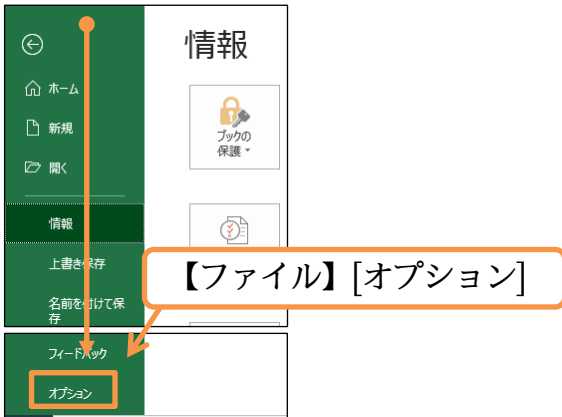 情報
ホーム
新規
開く
ブックの
保護
情報
上書き保存
【ファイル】[オプション]
名前を付けて保
存
フィードバック
オプション